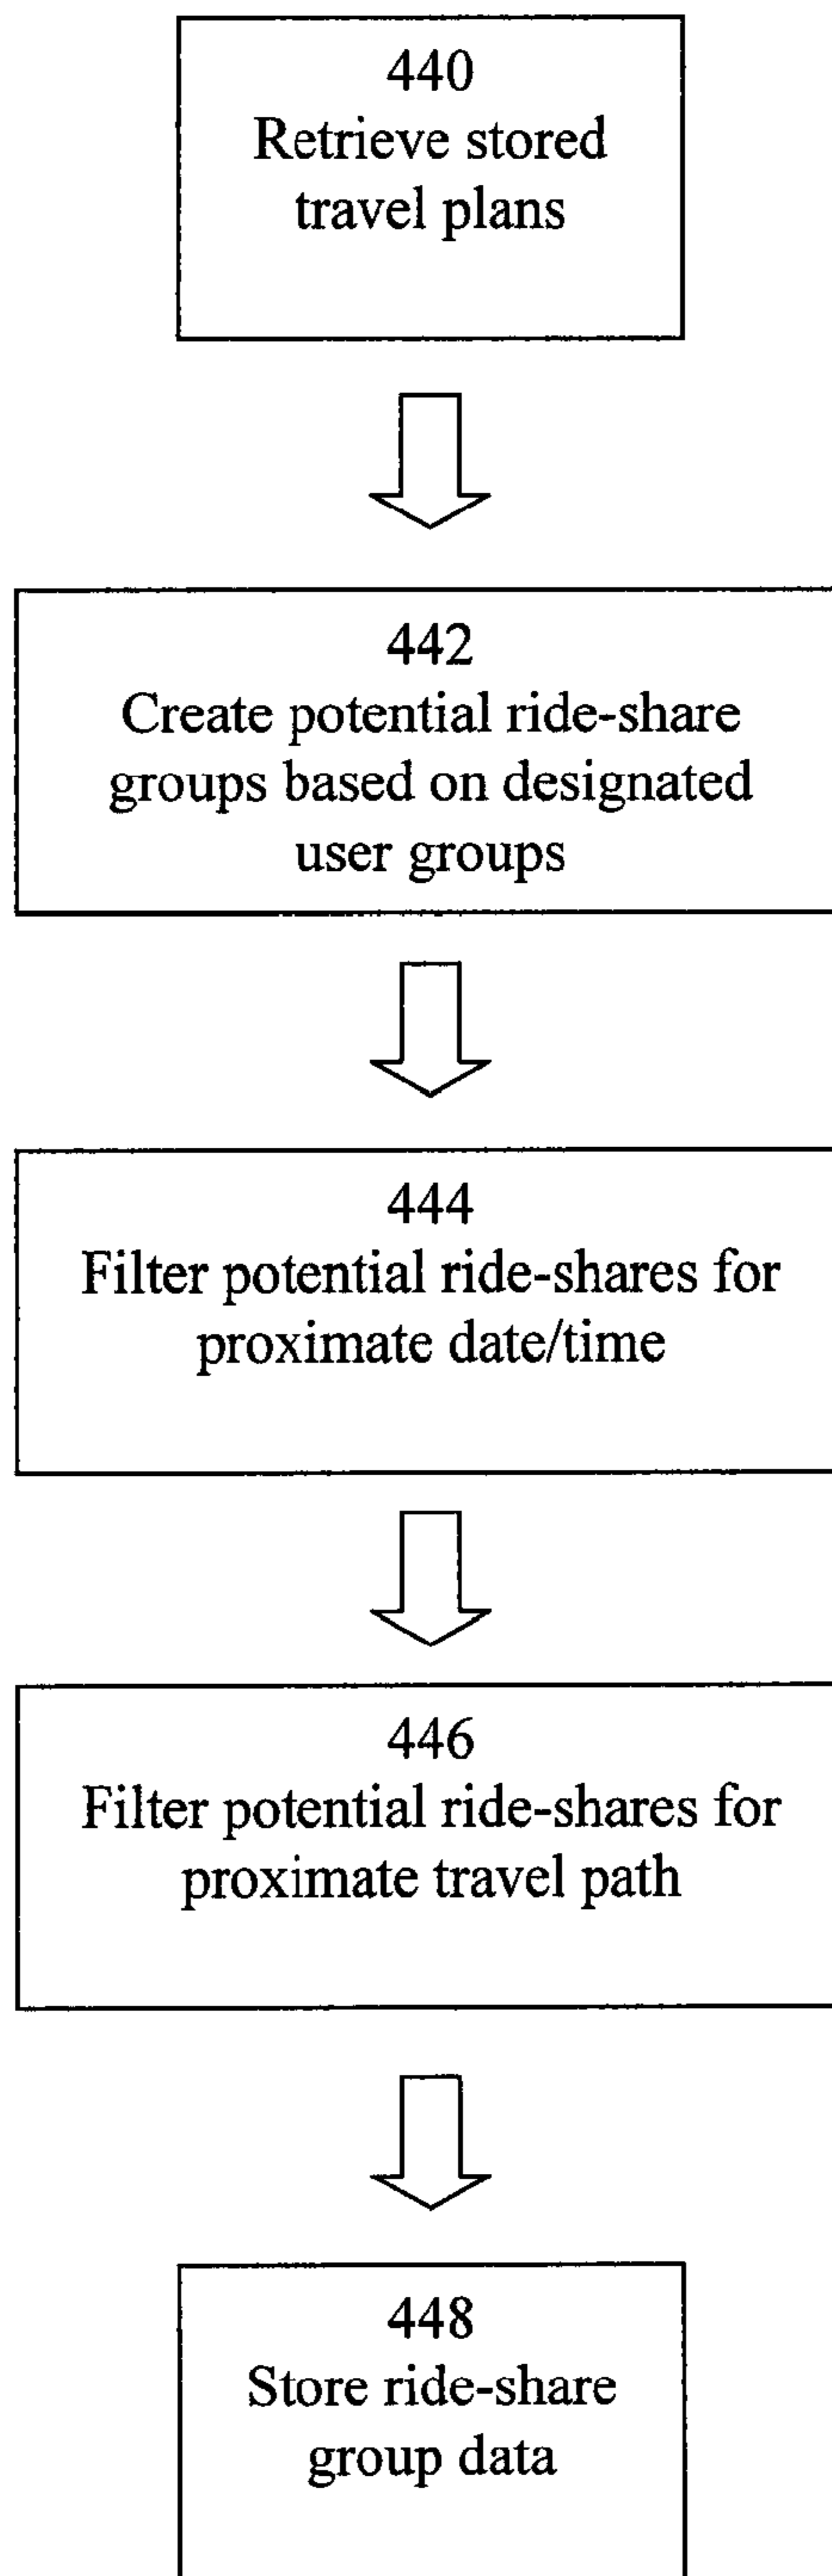 440
Retrieve stored
travel plans
442
Create potential ride-share
groups based on designated
user groups
444
Filter potential ride-shares for
proximate date/time
446
Filter potential ride-shares for
proximate travel path
448
Store ride-share
group data